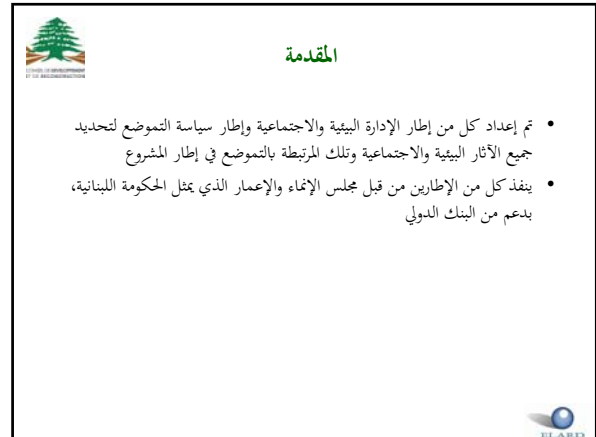 المقدمة
• تم إعداد كل من إطار الإدارة البيئية والاجتماعية وإطار سياسة التموضع لتحديد
جميع الآثار البيئية والاجتماعية وتلك المرتبطة بالتموضع في إطار المشروع
• ينفذ كل من الإطارين من قبل مجلس الإنماء والإعمار الذي يمثل الحكومة اللبنانية،
بدعم من البنك الدولي
ELARD